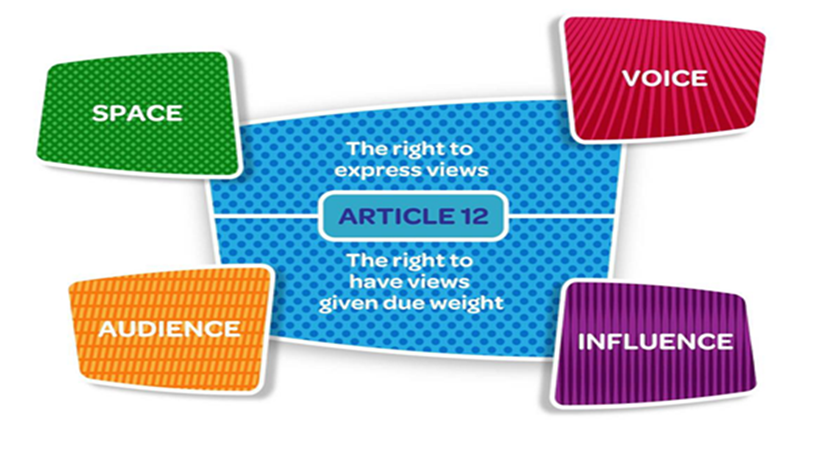 SPACE
VOICE
The right to
express views
ARTICLE 12
The right to
have views
given due weight
AUDIENCE
INFLUENCE